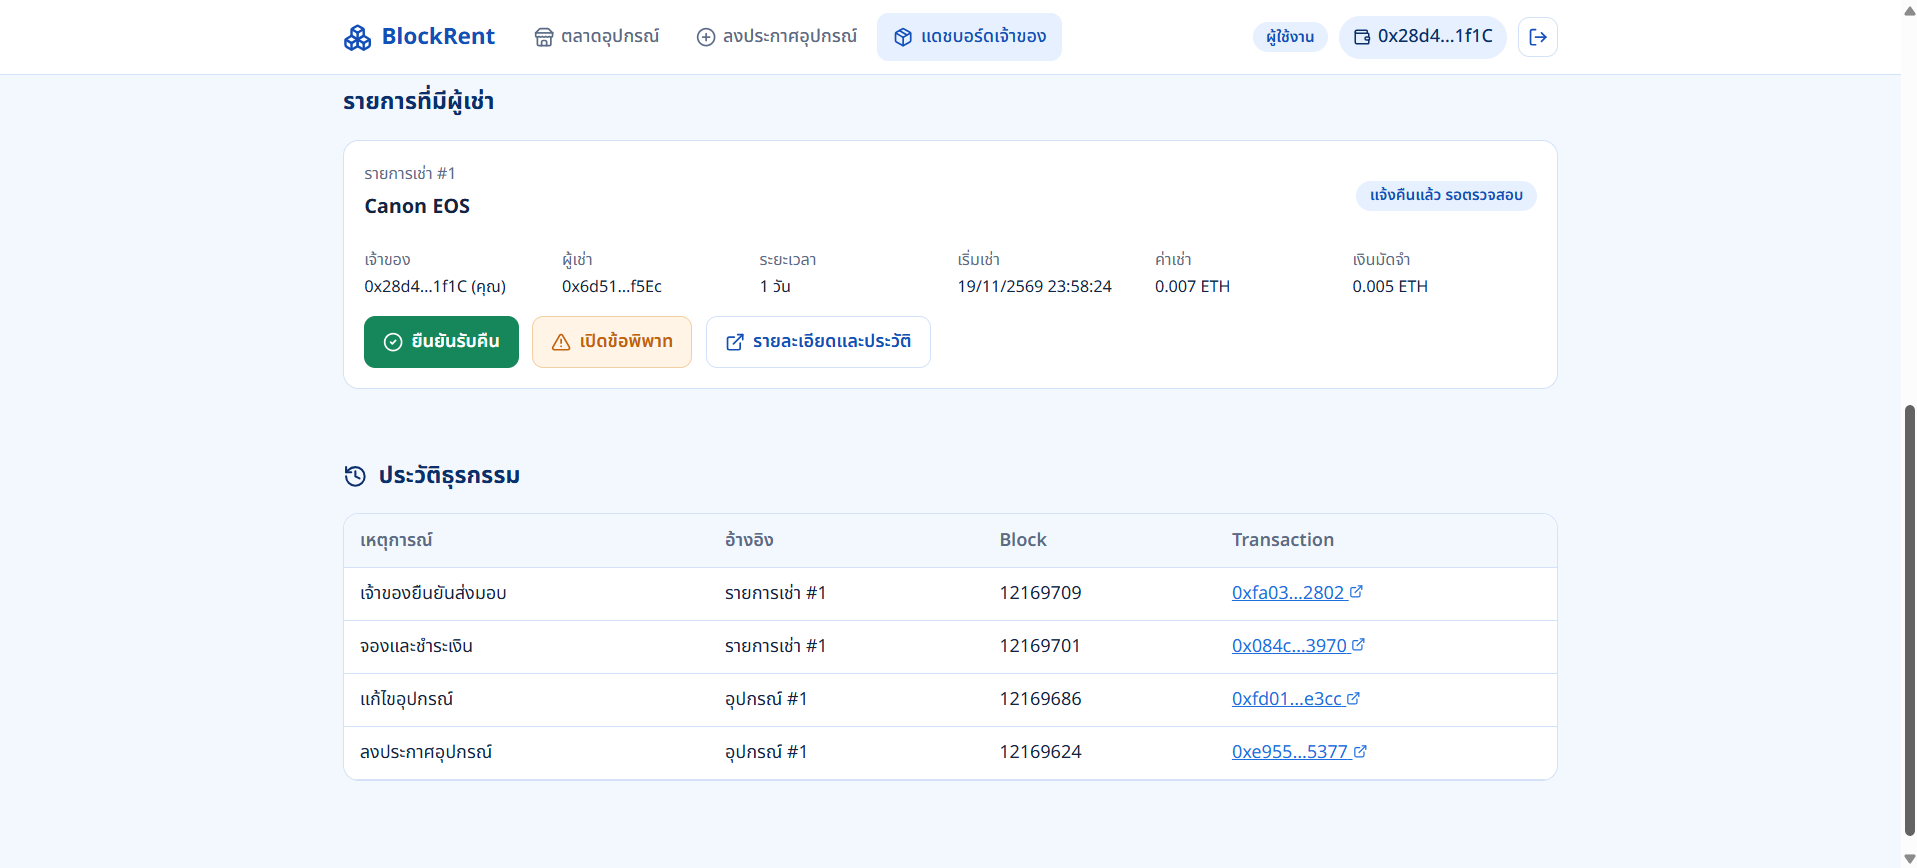 BlockRent ตลาดอุปกรณ์ ลงประกาศอุปกรณ์ แดชบอร์ดเจ้าของ ผู้ใช้งาน 0x28d4...1f1C
รายการที่มีผู้เช่า
รายการเช่า #1
Canon EOS
แจ้งคืนแล้ว รอตรวจสอบ
เจ้าของ ผู้เช่า ระยะเวลา เริ่มเช่า ค่าเช่า เงินมัดจำ
0x28d4...1f1C (คุณ) 0x6d51...f5Ec 1 วัน 19/11/2569 23:58:24 0.007 ETH 0.005 ETH
ยืนยันรับคืน เปิดข้อพิพาท รายละเอียดและประวัติ
ประวัติธุรกรรม
เหตุการณ์ อ้างอิง Block Transaction
เจ้าของยืนยันส่งมอบ รายการเช่า #1 12169709 0xfa03...2802
จองและชำระเงิน รายการเช่า #1 12169701 0x084c...3970
แก้ไขอุปกรณ์ อุปกรณ์ #1 12169686 0xfd01...e3cc
ลงประกาศอุปกรณ์ อุปกรณ์ #1 12169624 0xe955...5377